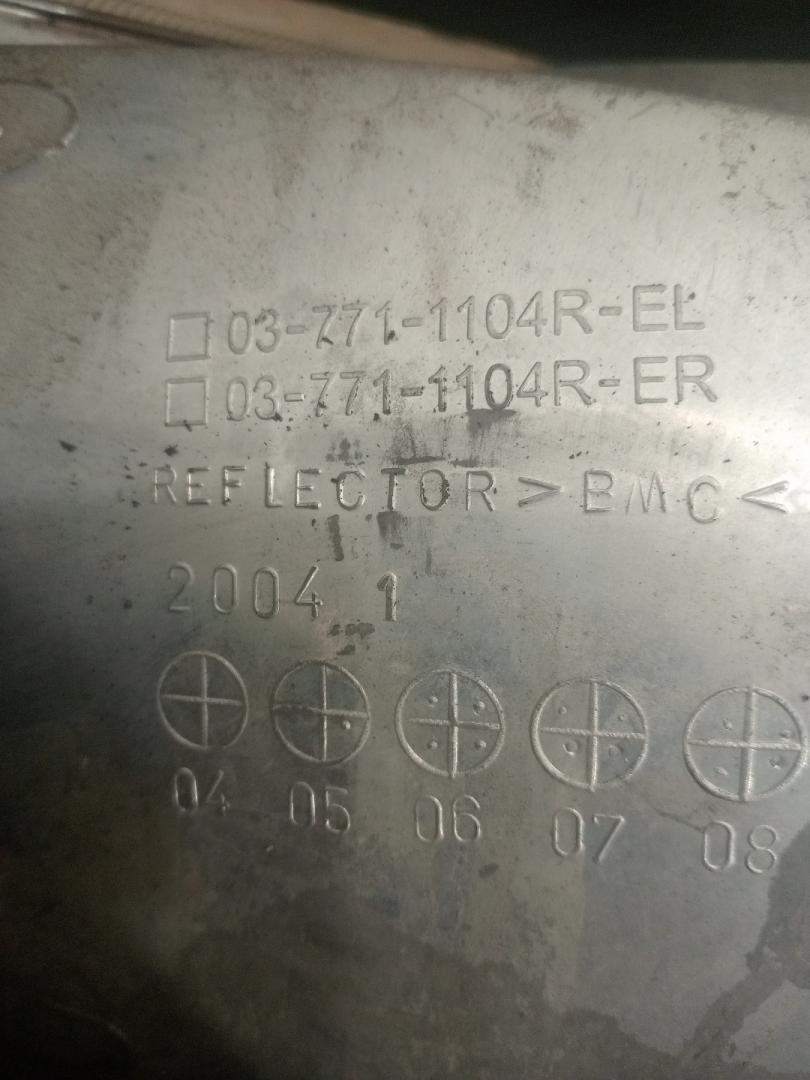 □ 03-771-1104R-EL
□ 03-771-1104R-ER
REFLECTOR >BMC<
2004 1
04 05 06 07 08